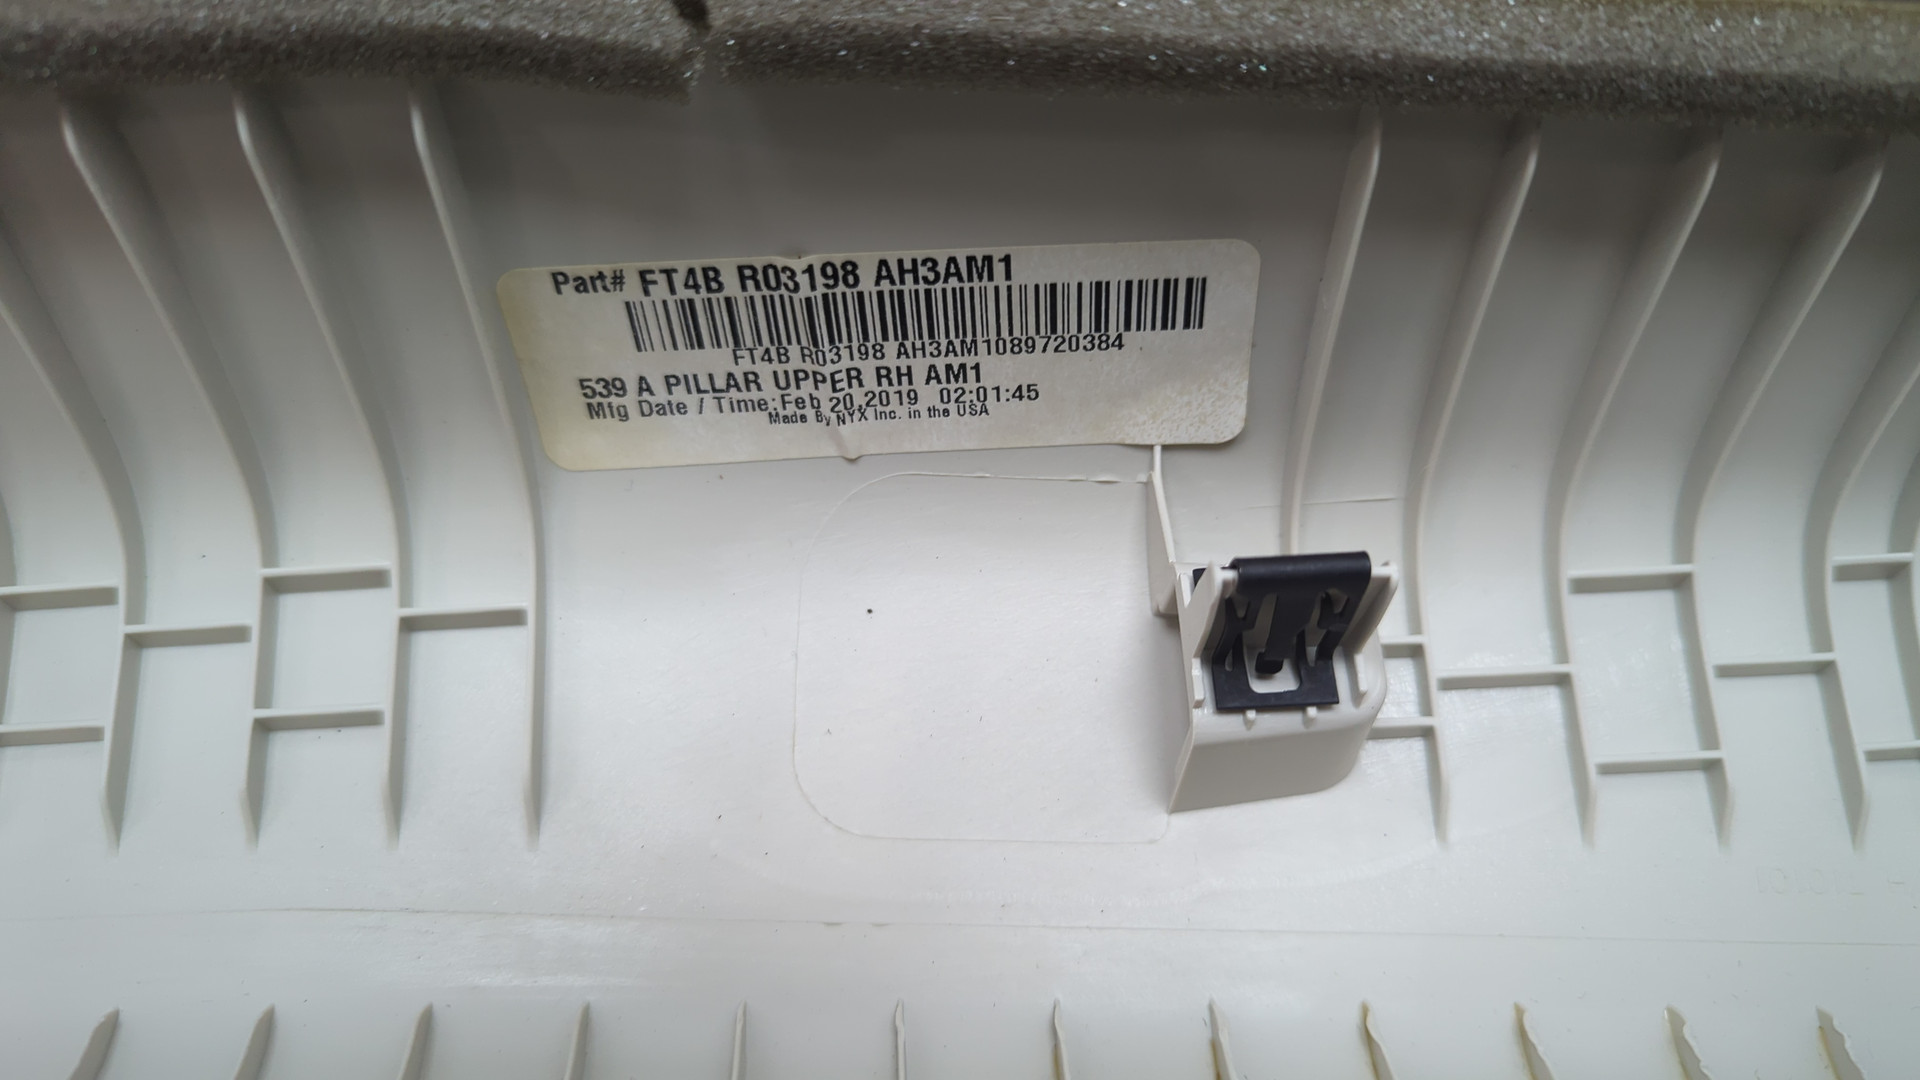 Part# FT4B R03198 AH3AM1
FT4B R03198 AH3AM1089720384
539 A PILLAR UPPER RH AM1
Mfg Date / Time:Feb 20,2019 02:01:45
Made By NYX Inc. in the USA